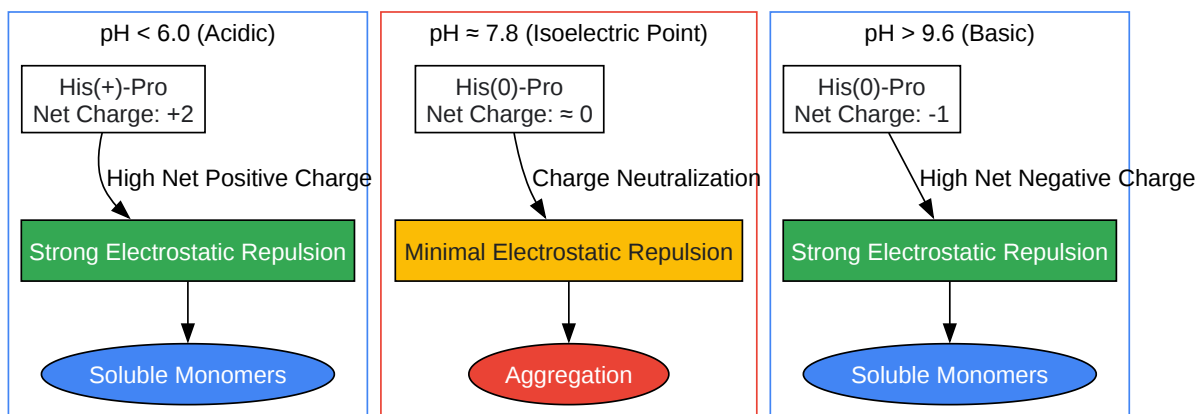 pH < 6.0 (Acidic)
His(+)-Pro
Net Charge: +2
High Net Positive Charge
Strong Electrostatic Repulsion
Soluble Monomers
pH ≈ 7.8 (Isoelectric Point)
His(0)-Pro
Net Charge: ≈ 0
Charge Neutralization
Minimal Electrostatic Repulsion
Aggregation
pH > 9.6 (Basic)
His(0)-Pro
Net Charge: -1
High Net Negative Charge
Strong Electrostatic Repulsion
Soluble Monomers